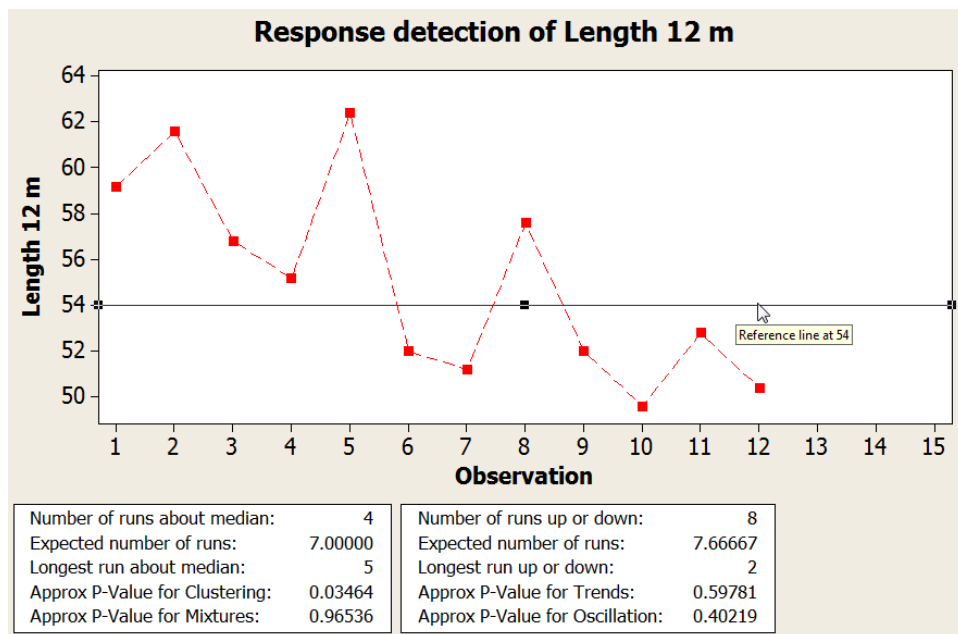 Response detection of Length 12 m
64
62
60
58
56
54
52
50
Length 12 m
Reference line at 54
1 2 3 4 5 6 7 8 9 10 11 12 13 14 15
Observation
Number of runs about median: 4
Expected number of runs: 7.00000
Longest run about median: 5
Approx P-Value for Clustering: 0.03464
Approx P-Value for Mixtures: 0.96536
Number of runs up or down: 8
Expected number of runs: 7.66667
Longest run up or down: 2
Approx P-Value for Trends: 0.59781
Approx P-Value for Oscillation: 0.40219